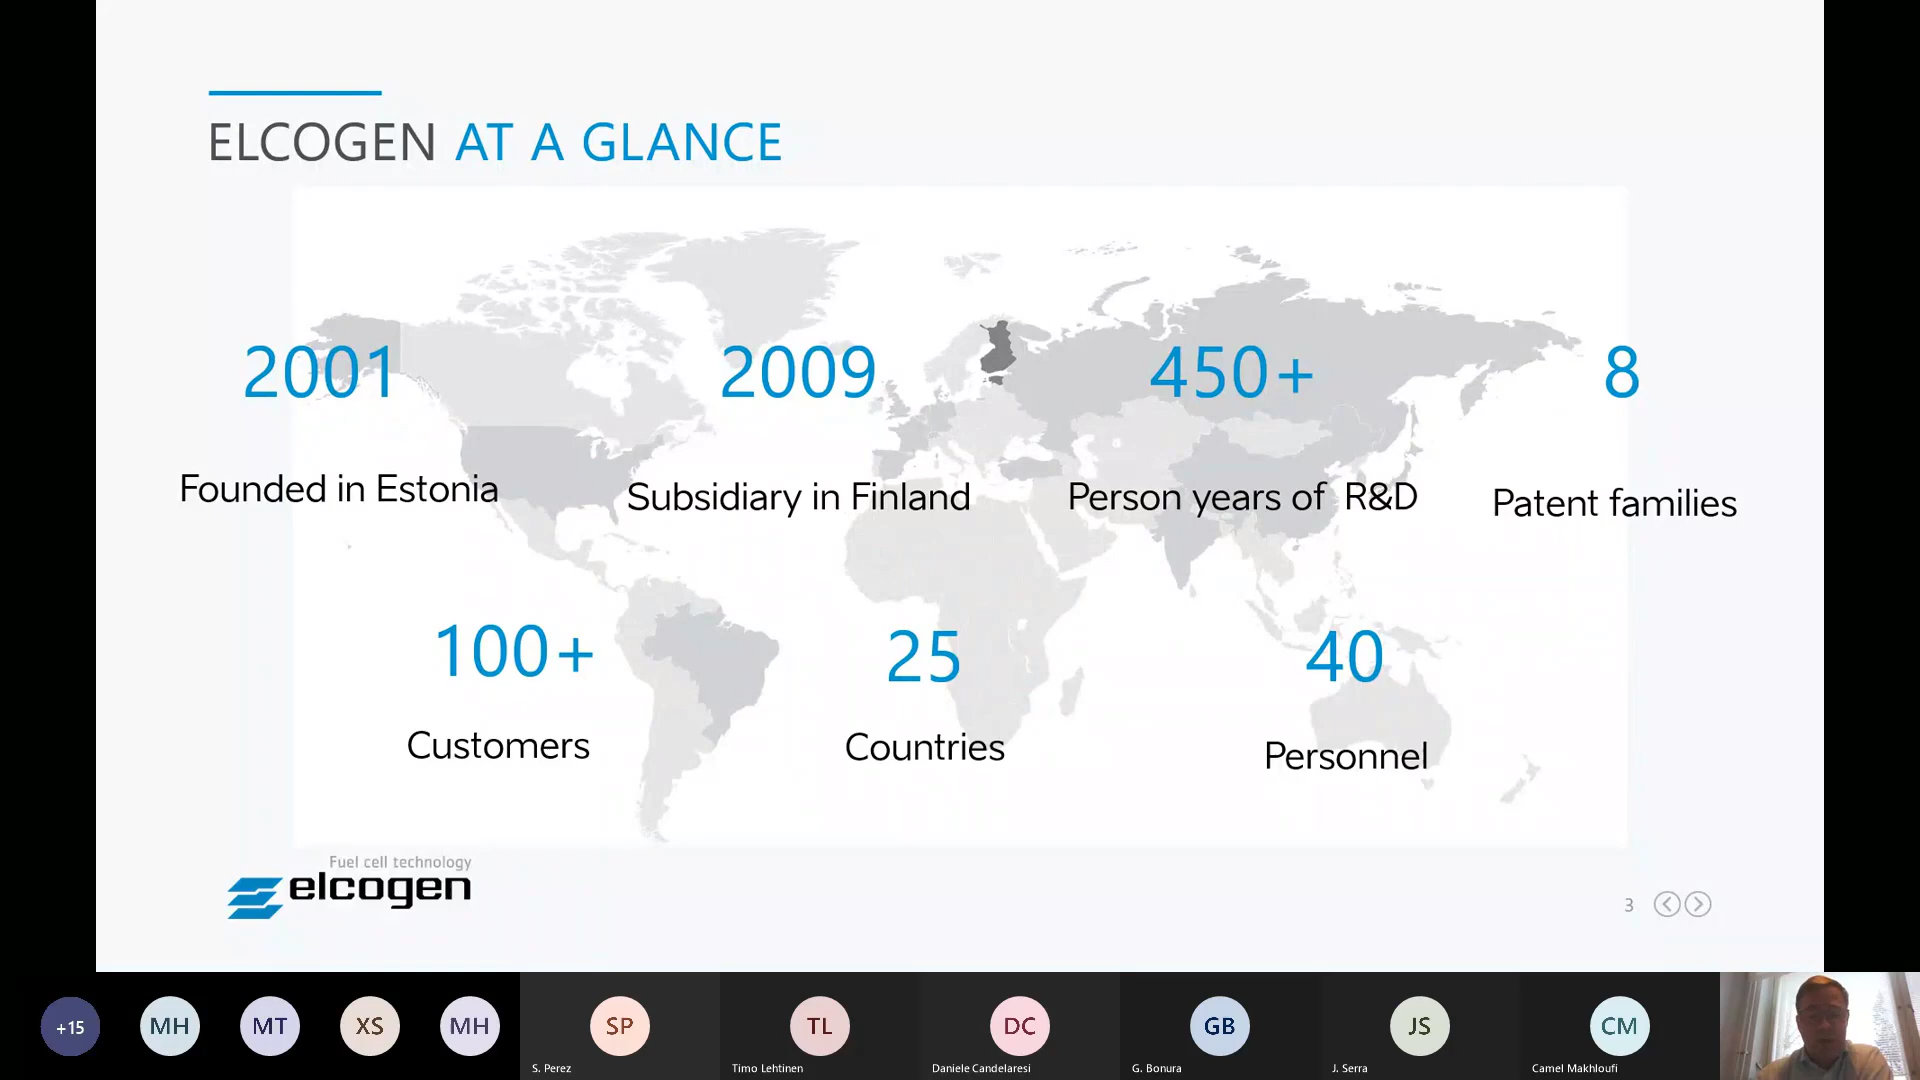 ELCOGEN AT A GLANCE
2001
2009
450+
8
Founded in Estonia
Subsidiary in Finland
Person years of R&D
Patent families
100+
25
40
Customers
Countries
Personnel
Fuel cell technology
elcogen
3
+15
MH
MT
XS
MH
SP
TL
DC
GB
JS
CM
S. Perez
Timo Lehtinen
Daniele Candelaresi
G. Bonura
J. Serra
Camel Makhloufi